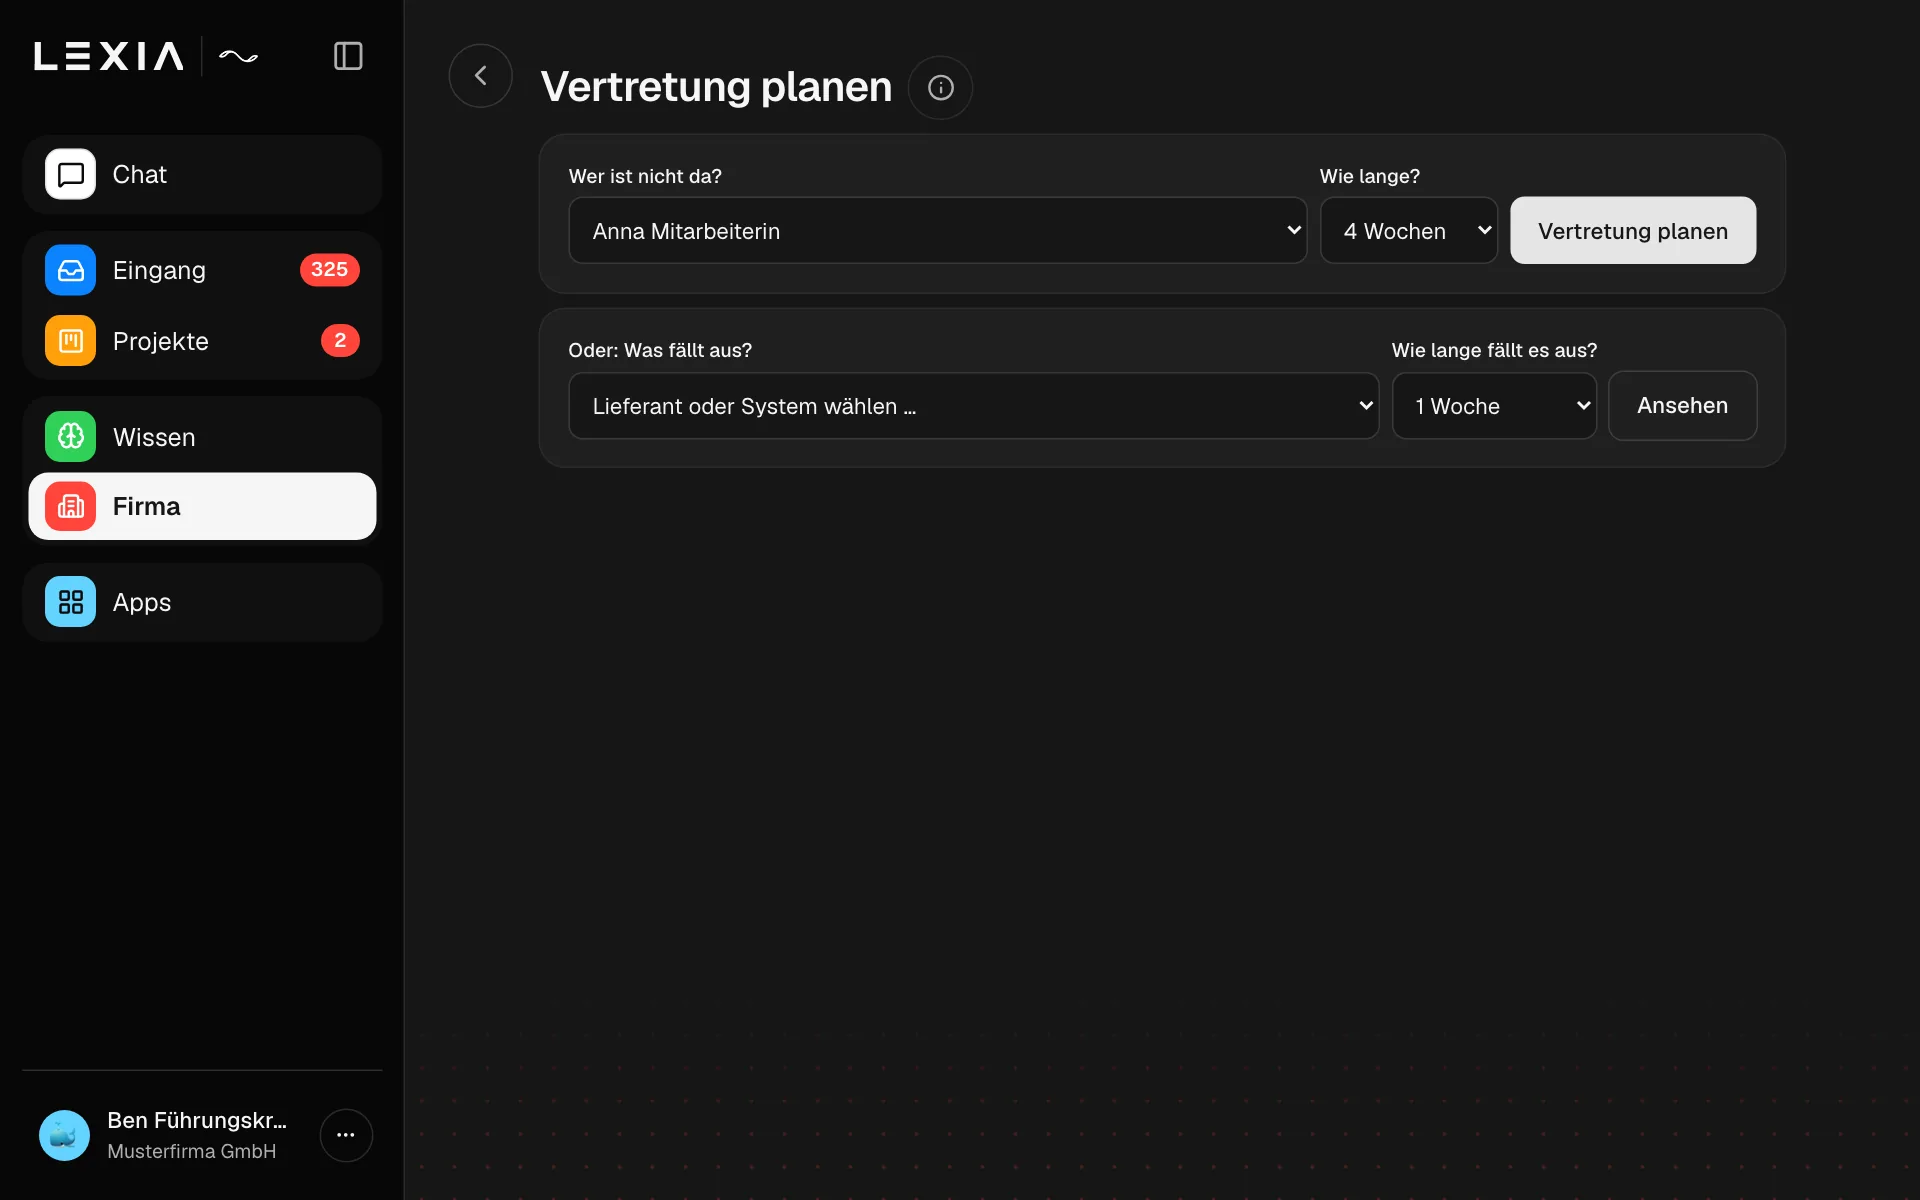 LEXIA
Chat
Eingang 325
Projekte 2
Wissen
Firma
Apps
Ben Führungskr...
Musterfirma GmbH
Vertretung planen
Wer ist nicht da? Wie lange?
Anna Mitarbeiterin 4 Wochen Vertretung planen
Oder: Was fällt aus? Wie lange fällt es aus?
Lieferant oder System wählen ... 1 Woche Ansehen